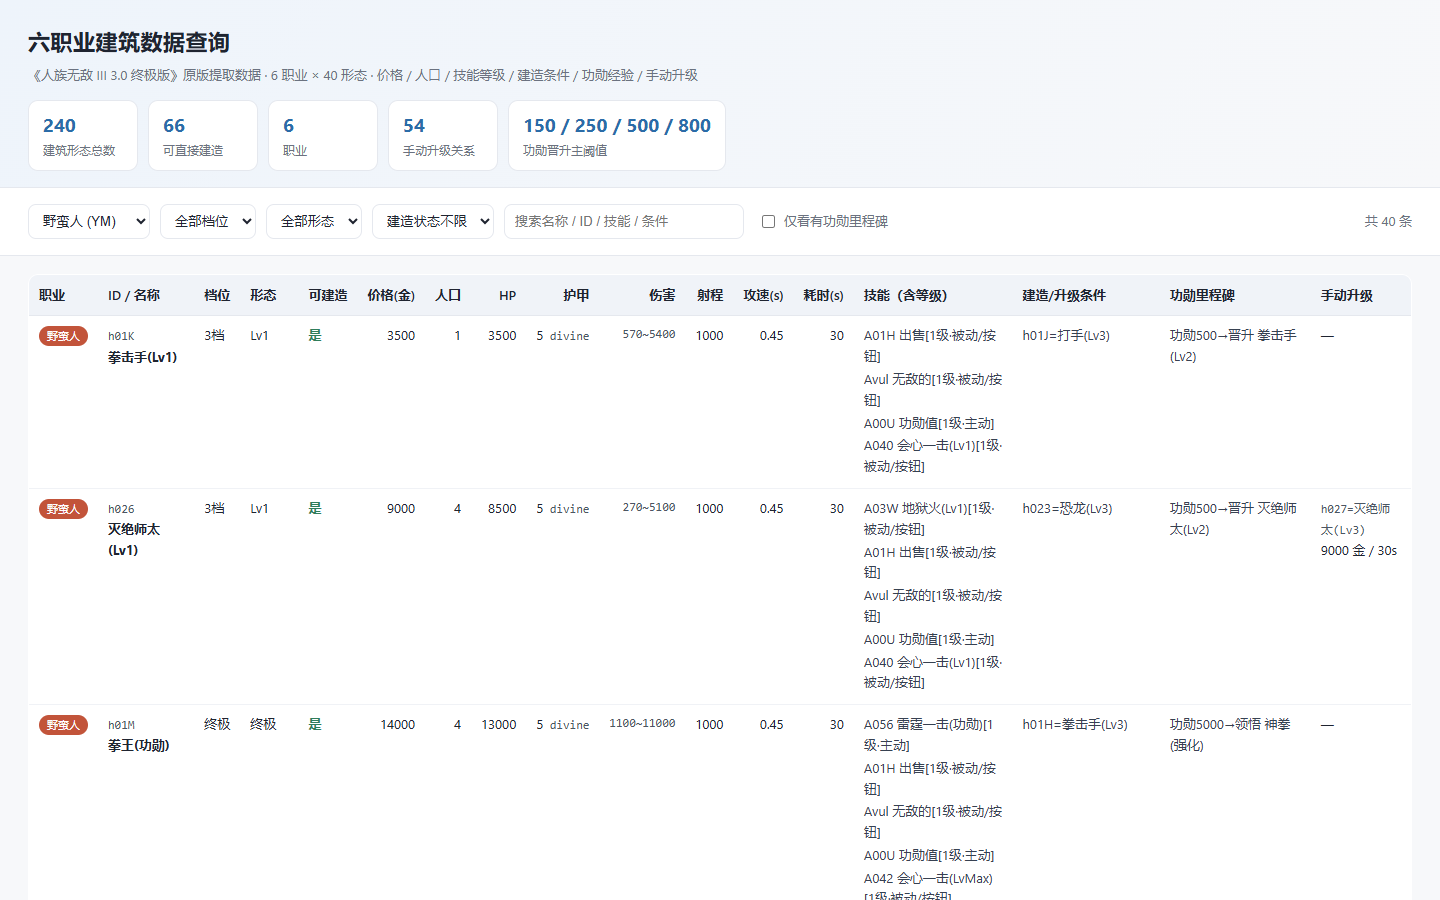 六职业建筑数据查询
《人族无敌 III 3.0 终极版》原版提取数据 · 6 职业 × 40 形态 · 价格 / 人口 / 技能等级 / 建造条件 / 功勋经验 / 手动升级
240 66 6 54 150 / 250 / 500 / 800
建筑形态总数 可直接建造 职业 手动升级关系 功勋晋升主阈值
野蛮人 (YM) 全部档位 全部形态 建造状态不限 搜索名称 / ID / 技能 / 条件 仅看有功勋里程碑 共 40 条
职业 ID / 名称 档位 形态 可建造 价格(金) 人口 HP 护甲 伤害 射程 攻速(s) 耗时(s) 技能（含等级） 建造/升级条件 功勋里程碑 手动升级
野蛮人 h01K 3档 Lv1 是 3500 1 3500 5 divine 570~5400 1000 0.45 30 A01H 出售[1级·被动/按 h01J=打手(Lv3) 功勋500→晋升 拳击手 —
拳击手(Lv1) 钮] (Lv2)
Avul 无敌的[1级·被动/按
钮]
A00U 功勋值[1级·主动]
A040 会心一击(Lv1)[1级·
被动/按钮]
野蛮人 h026 3档 Lv1 是 9000 4 8500 5 divine 270~5100 1000 0.45 30 A03W 地狱火(Lv1)[1级· h023=恐龙(Lv3) 功勋500→晋升 灭绝师 h027=灭绝师
灭绝师太 被动/按钮] 太(Lv2) 太(Lv3)
(Lv1) A01H 出售[1级·被动/按 9000 金 / 30s
钮]
Avul 无敌的[1级·被动/按
钮]
A00U 功勋值[1级·主动]
A040 会心一击(Lv1)[1级·
被动/按钮]
野蛮人 h01M 终极 终极 是 14000 4 13000 5 divine 1100~11000 1000 0.45 30 A056 雷霆一击(功勋)[1 h01H=拳击手(Lv3) 功勋5000→领悟 神拳 —
拳王(功勋) 级·主动] (强化)
A01H 出售[1级·被动/按
钮]
Avul 无敌的[1级·被动/按
钮]
A00U 功勋值[1级·主动]
A042 会心一击(LvMax)
[1级·被动/按钮]